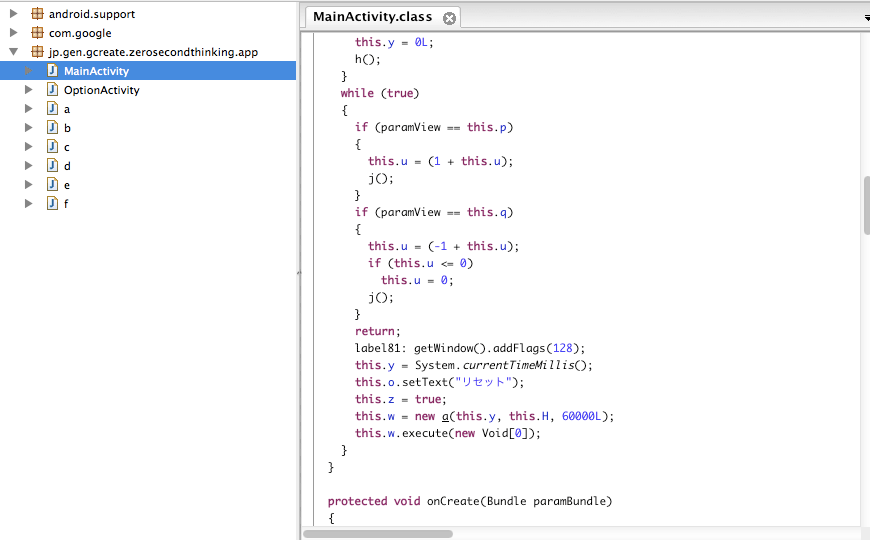 android.support
com.google
jp.gen.gcreate.zerosecondthinking.app
MainActivity
OptionActivity
a
b
c
d
e
f
MainActivity.class
this.y = 0L;
h();
}
while (true)
{
if (paramView == this.p)
{
this.u = (1 + this.u);
j();
}
if (paramView == this.q)
{
this.u = (-1 + this.u);
if (this.u <= 0)
this.u = 0;
j();
}
return;
label81: getWindow().addFlags(128);
this.y = System.currentTimeMillis();
this.o.setText("リセット");
this.z = true;
this.w = new a(this.y, this.H, 60000L);
this.w.execute(new Void[0]);
}
}
protected void onCreate(Bundle paramBundle)
{